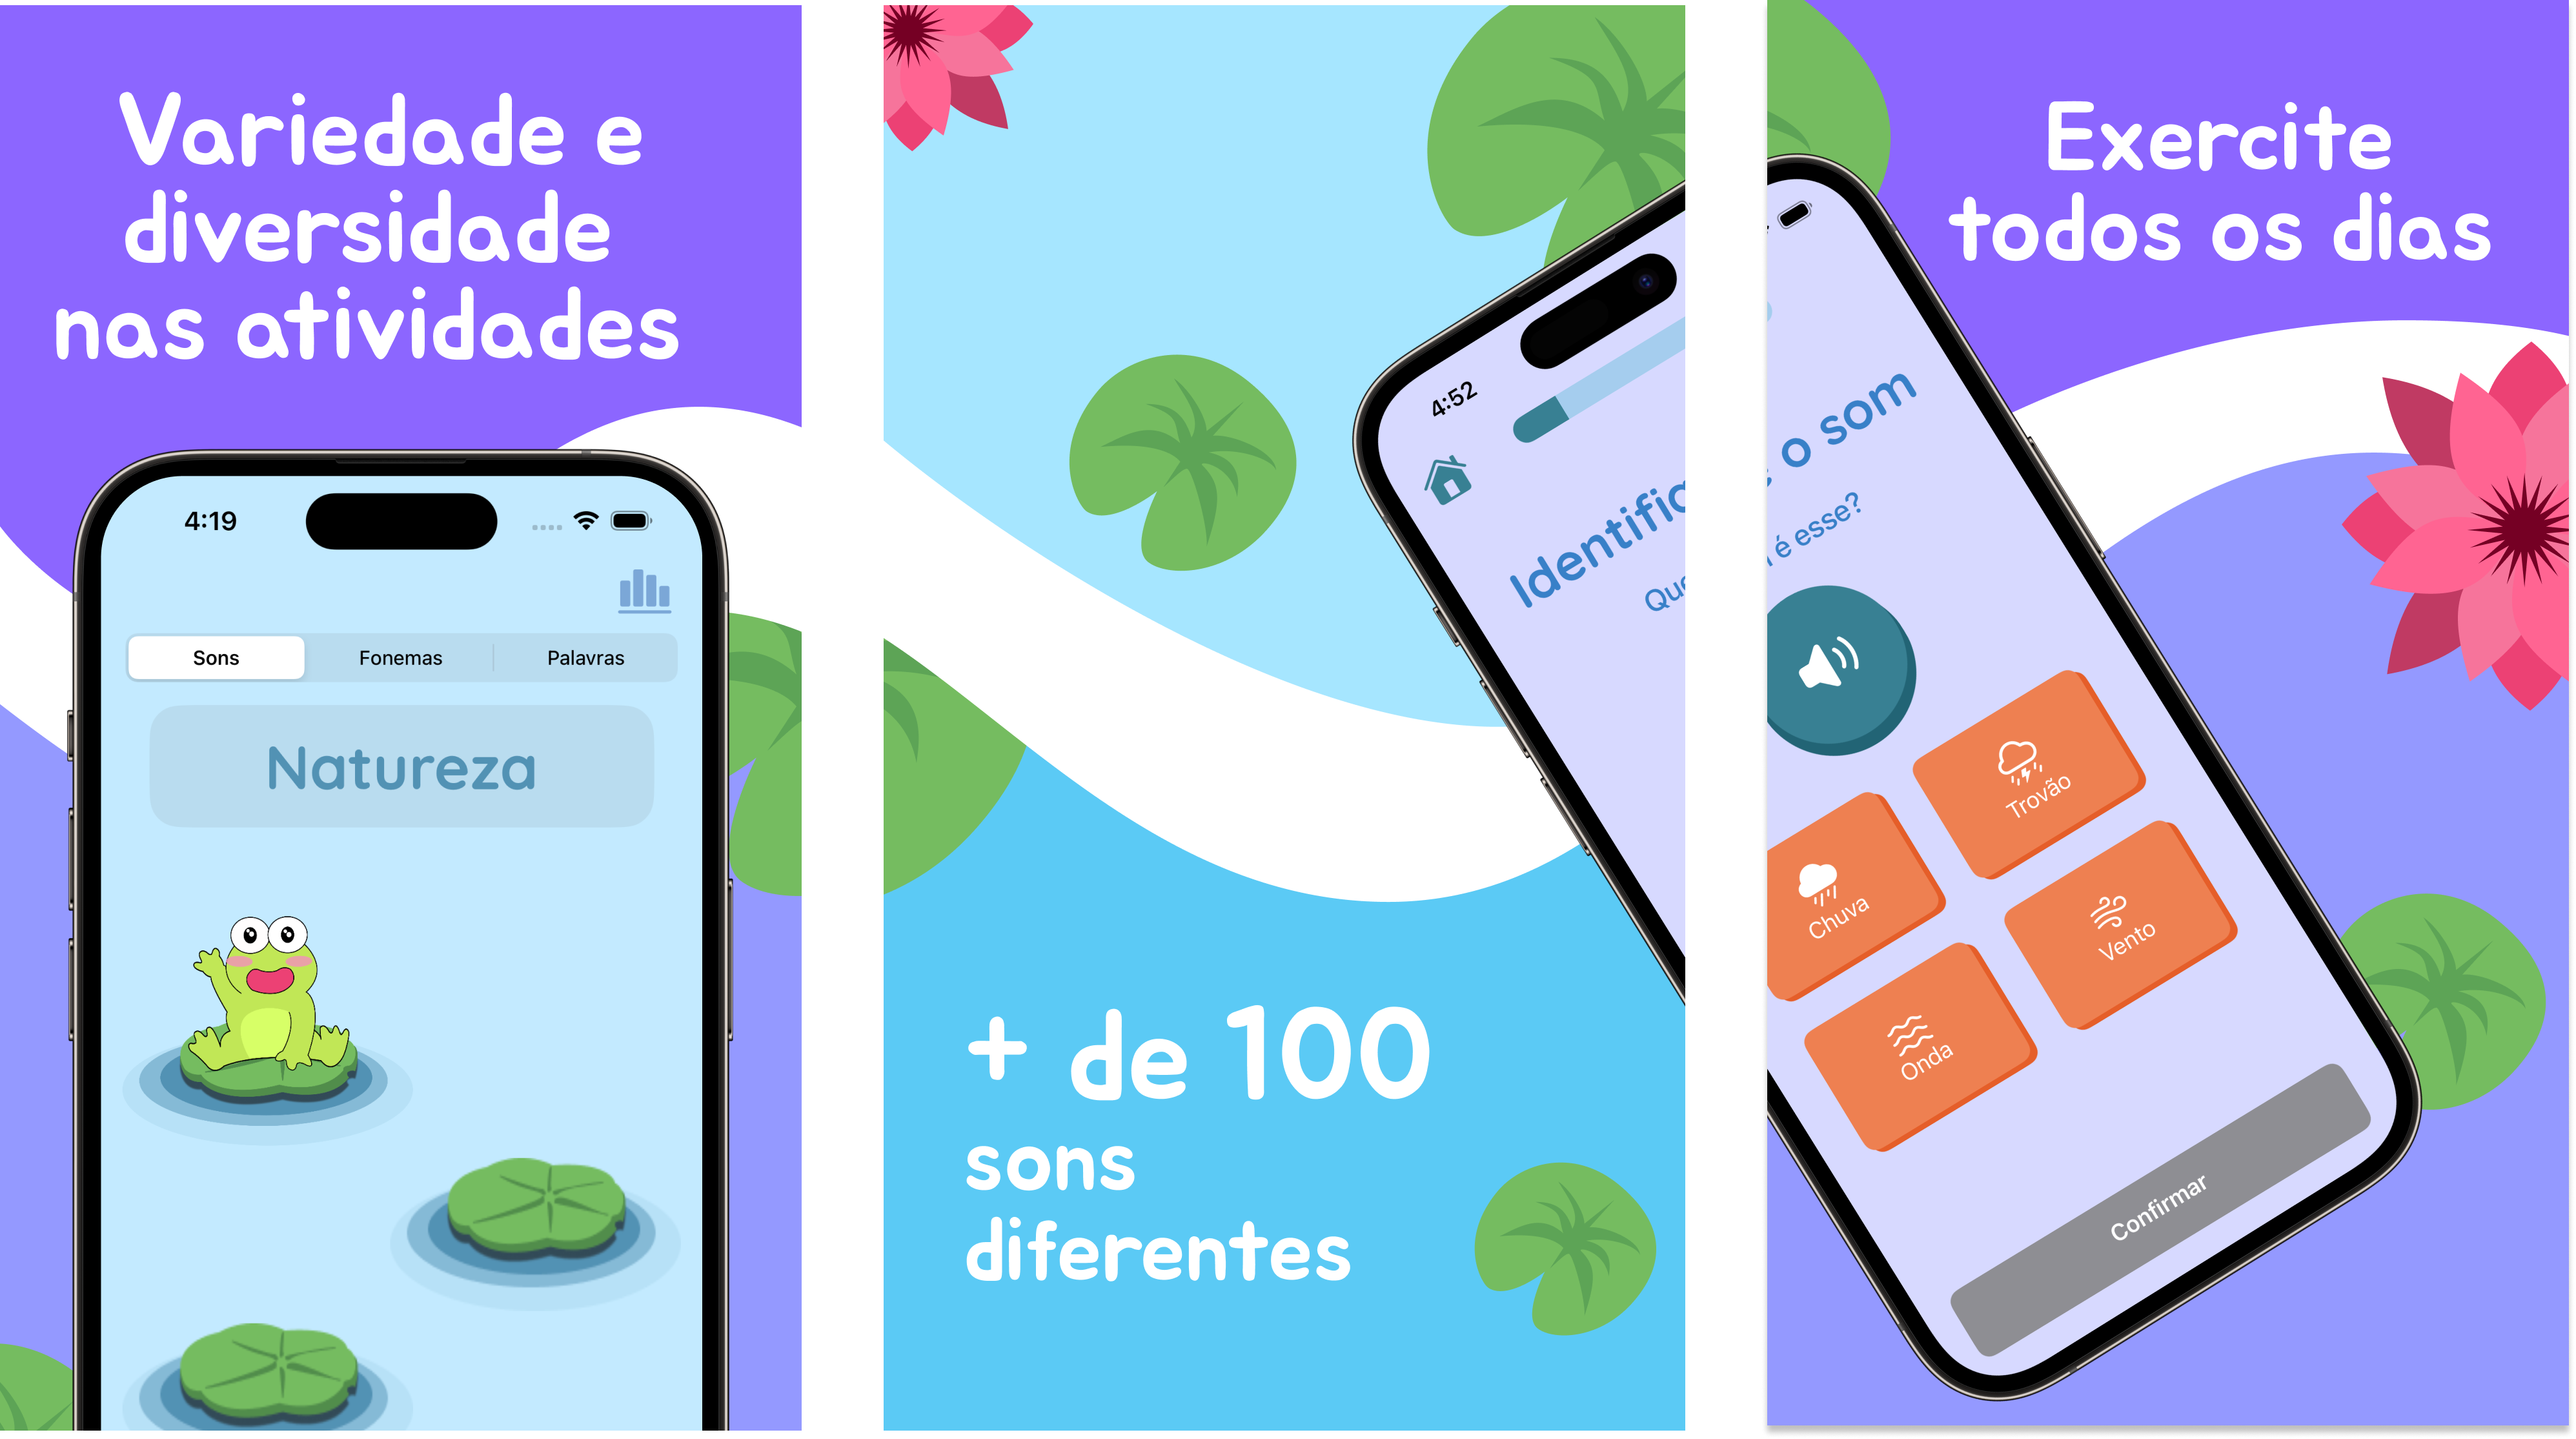 Variedade e
diversidade
nas atividades
4:19
Sons
Fonemas
Palavras
Natureza
4:52
Identific
Que
+ de 100
sons
diferentes
Exercite
todos os dias
o som
é esse?
Trovão
Chuva
Vento
Onda
Confirmar